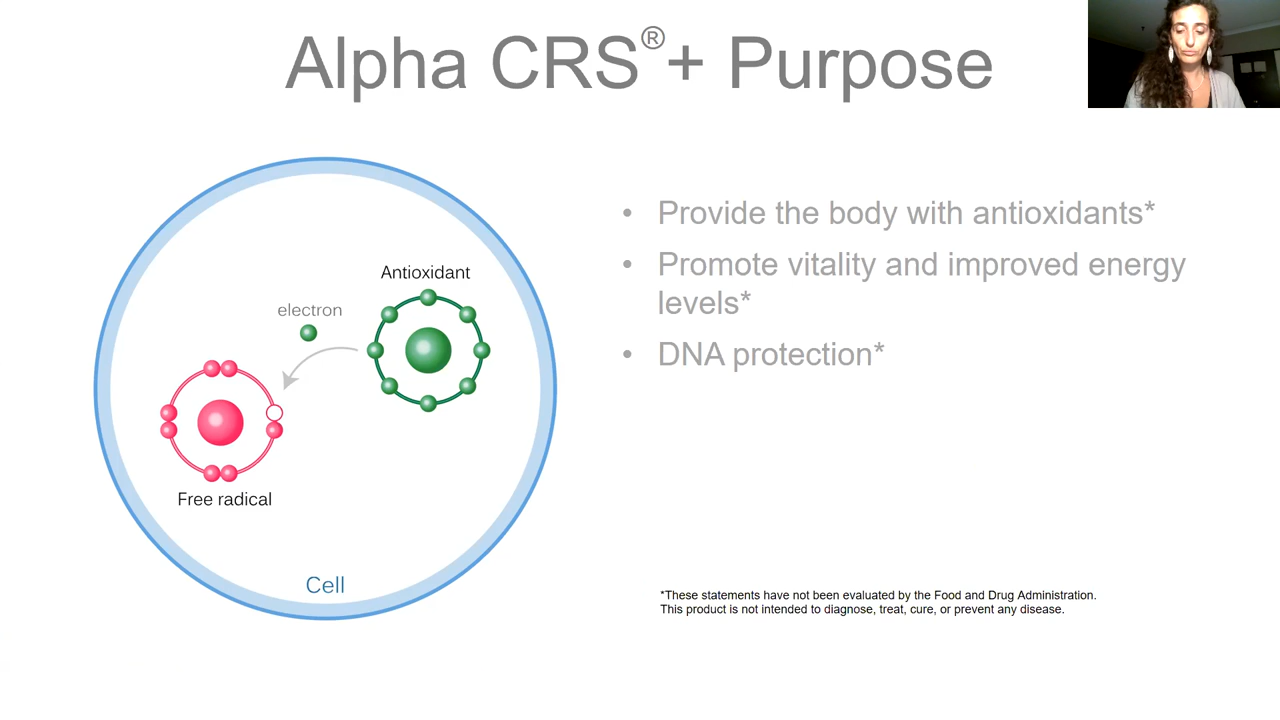 Alpha CRS®+ Purpose
• Provide the body with antioxidants*
• Promote vitality and improved energy
levels*
• DNA protection*
Antioxidant
electron
Free radical
Cell
*These statements have not been evaluated by the Food and Drug Administration.
This product is not intended to diagnose, treat, cure, or prevent any disease.